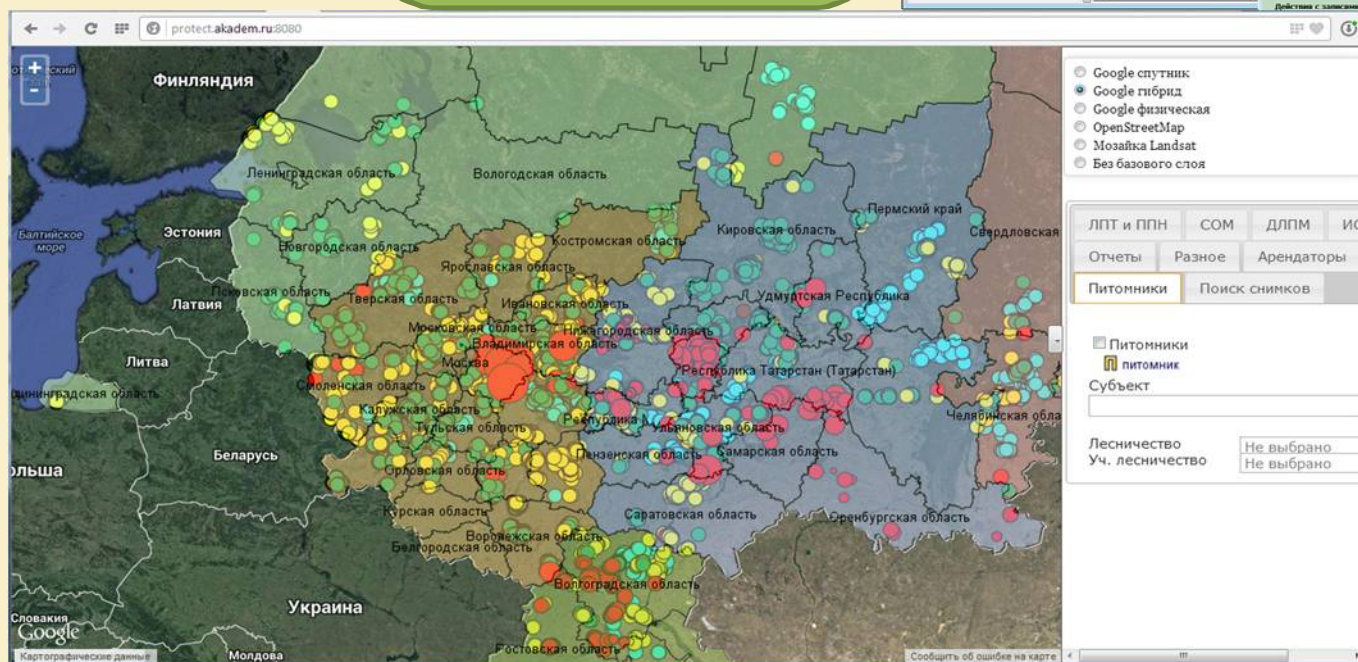 Действия с записями
protect.akadem.ru:8080
Финляндия
Ленинградская область
Вологодская область
Пермский край
Балтийское
море
Эстония
Новгородская область
Костромская область
Кировская область
Свердловская
Ярославская область
Псковская область
Латвия
Тверская область
Ивановская область
Удмуртская Республика
Московская область
Нижегородская область
Владимирская область
Литва
Москва
Республика Татарстан (Татарстан)
Смоленская область
Калужская область
Челябинская обла
Тульская область
Ульяновская область
Беларусь
Пензенская область
Самарская область
ольша
Орловская область
Курская область
Саратовская область
Оренбургская область
Воронежская область
Белгородская область
Волгоградская область
Украина
Словакия
Google
Ростовская область
Картографические данные
Молдова
Сообщить об ошибке на карте
Google спутник
Google гибрид
Google физическая
OpenStreetMap
Мозайка Landsat
Без базового слоя
ЛПТ и ППН
СОМ
ДЛПМ
ИС
Отчеты
Разное
Арендаторы
Питомники
Поиск снимков
Питомники
питомник
Субъект
Лесничество
Не выбрано
Уч. лесничество
Не выбрано